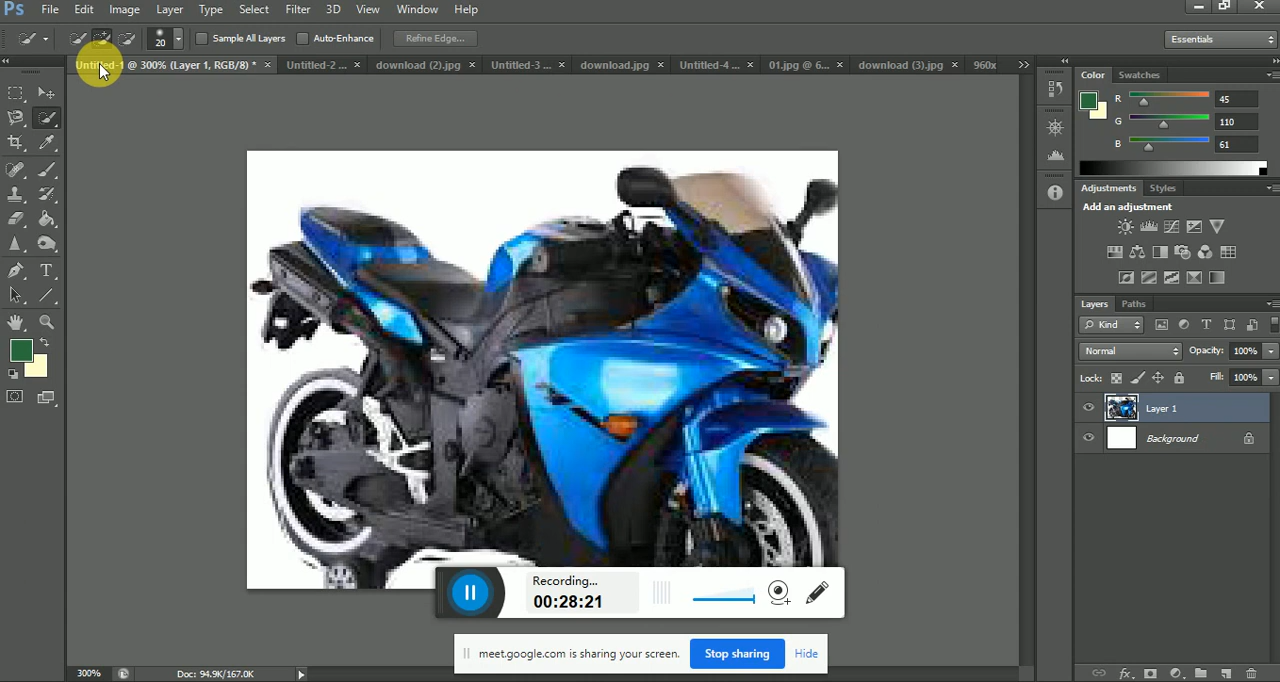 Ps File Edit Image Layer Type Select Filter 3D View Window Help
20 Sample All Layers Auto-Enhance Refine Edge... Essentials
Untitled-1 @ 300% (Layer 1, RGB/8) * × Untitled-2 ... × download (2).jpg × Untitled-3 ... × download.jpg × Untitled-4 ... × 01.jpg @ 6... × download (3).jpg × 960x
Color Swatches
R 45
G 110
B 61
Adjustments Styles
Add an adjustment
Layers Paths
Kind
Normal Opacity: 100%
Lock: Fill: 100%
Layer 1
Background
Recording...
00:28:21
meet.google.com is sharing your screen. Stop sharing Hide
300% Doc: 94.9K/167.0K fx